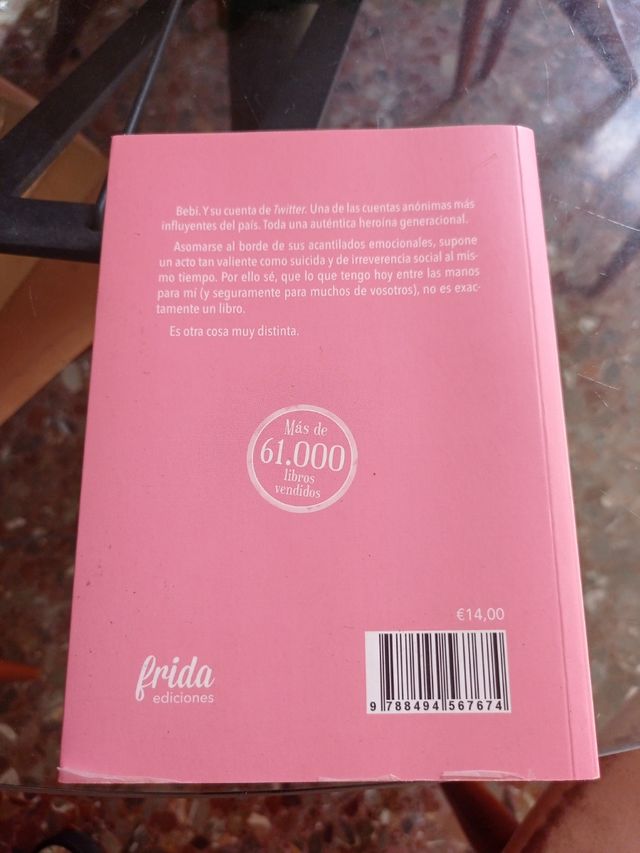 Bebi. Y su cuenta de Twitter. Una de las cuentas anónimas más
influyentes del país. Toda una auténtica heroína generacional.
Asomarse al borde de sus acantilados emocionales, supone
un acto tan valiente como suicida y de irreverencia social al mis-
mo tiempo. Por ello sé, que lo que tengo hoy entre las manos
para mí (y seguramente para muchos de vosotros), no es exac-
tamente un libro.
Es otra cosa muy distinta.
Más de
61.000
libros
vendidos
€14,00
frida
ediciones
9 788494 567674